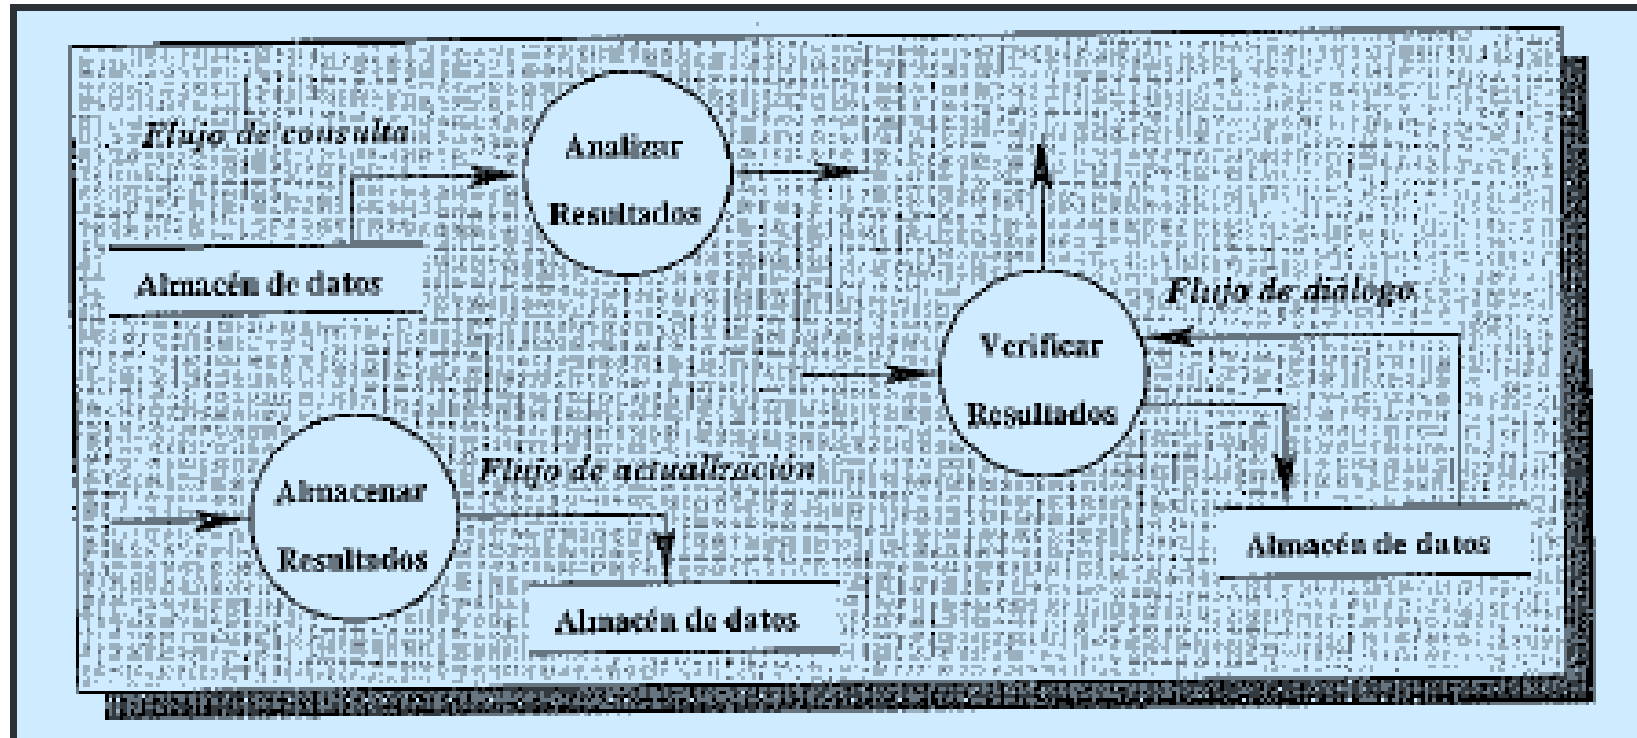 Flujo de consulta
Analizar
Resultados
Almacén de datos
Flujo de diálogo
Verificar
Resultados
Almacén de datos
Flujo de actualización
Almacenar
Resultados
Almacén de datos